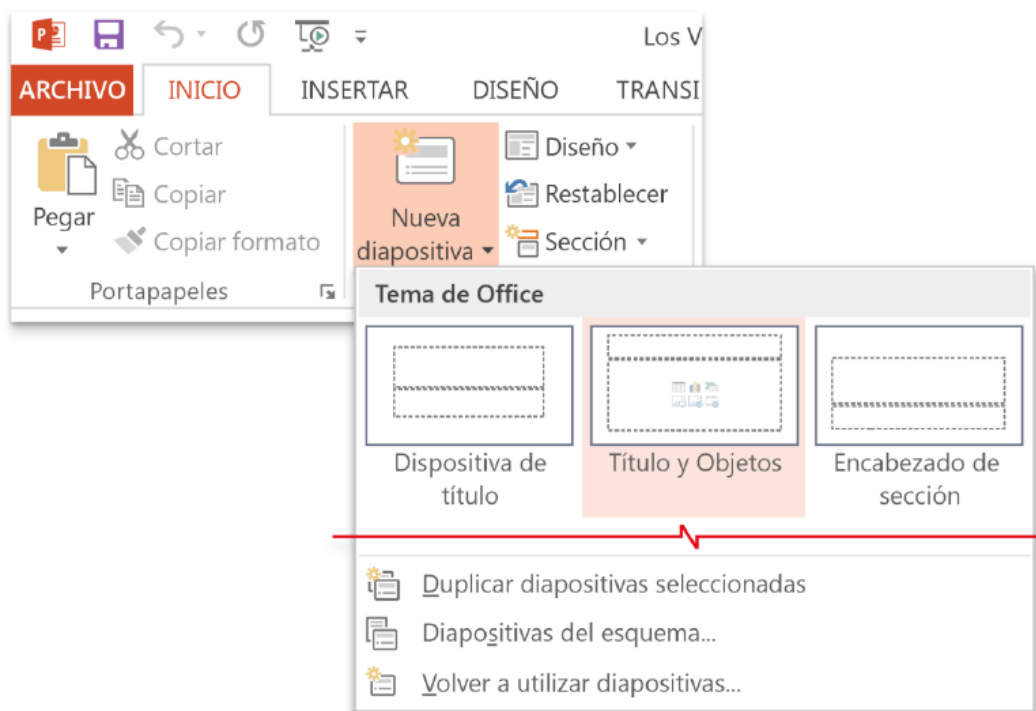 Los V
ARCHIVO INICIO INSERTAR DISEÑO TRANSI
Pegar
Cortar
Copiar
Copiar formato
Portapapeles
Nueva
diapositiva
Diseño
Restablecer
Sección
Tema de Office
Dispositiva de
título
Título y Objetos
Encabezado de
sección
Duplicar diapositivas seleccionadas
Diapositivas del esquema...
Volver a utilizar diapositivas...